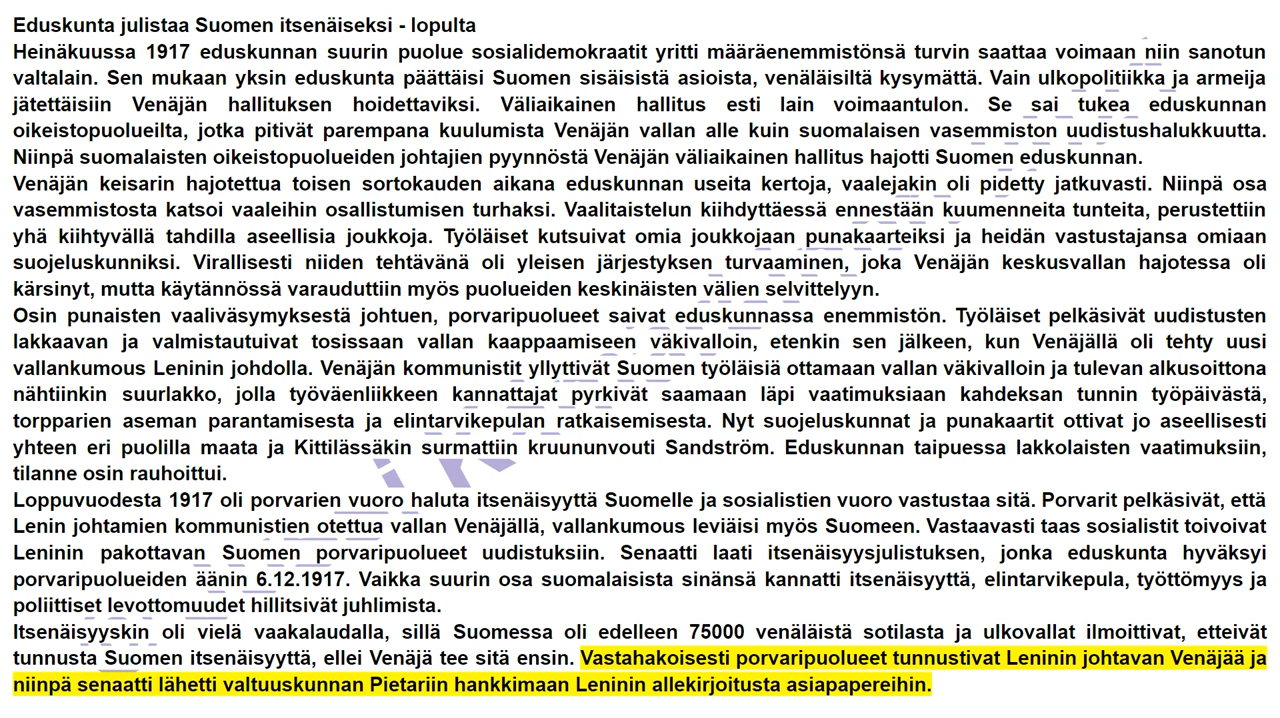 Eduskunta julistaa Suomen itsenäiseksi - lopulta
Heinäkuussa 1917 eduskunnan suurin puolue sosialidemokraatit yritti määräenemmistönsä turvin saattaa voimaan niin sanotun
valtalain. Sen mukaan yksin eduskunta päättäisi Suomen sisäisistä asioista, venäläisiltä kysymättä. Vain ulkopolitiikka ja armeija
jätettäisiin Venäjän hallituksen hoidettaviksi. Väliaikainen hallitus esti lain voimaantulon. Se sai tukea eduskunnan
oikeistopuolueilta, jotka pitivät parempana kuulumista Venäjän vallan alle kuin suomalaisen vasemmiston uudistushalukkuutta.
Niinpä suomalaisten oikeistopuolueiden johtajien pyynnöstä Venäjän väliaikainen hallitus hajotti Suomen eduskunnan.
Venäjän keisarin hajotettua toisen sortokauden aikana eduskunnan useita kertoja, vaalejakin oli pidetty jatkuvasti. Niinpä osa
vasemmistosta katsoi vaaleihin osallistumisen turhaksi. Vaalitaistelun kiihdyttäessä ennestään kuumenneita tunteita, perustettiin
yhä kiihtyvällä tahdilla aseellisia joukkoja. Työläiset kutsuivat omia joukkojaan punakaarteiksi ja heidän vastustajansa omiaan
suojeluskunniksi. Virallisesti niiden tehtävänä oli yleisen järjestyksen turvaaminen, joka Venäjän keskusvallan hajotessa oli
kärsinyt, mutta käytännössä varauduttiin myös puolueiden keskinäisten välien selvittelyyn.
Osin punaisten vaaliväsymyksestä johtuen, porvaripuolueet saivat eduskunnassa enemmistön. Työläiset pelkäsivät uudistusten
lakkaavan ja valmistautuivat tosissaan vallan kaappaamiseen väkivalloin, etenkin sen jälkeen, kun Venäjällä oli tehty uusi
vallankumous Leninin johdolla. Venäjän kommunistit yllyttivät Suomen työläisiä ottamaan vallan väkivalloin ja tulevan alkusoittona
nähtiinkin suurlakko, jolla työväenliikkeen kannattajat pyrkivät saamaan läpi vaatimuksiaan kahdeksan tunnin työpäivästä,
torpparien aseman parantamisesta ja elintarvikepulan ratkaisemisesta. Nyt suojeluskunnat ja punakaartit ottivat jo aseellisesti
yhteen eri puolilla maata ja Kittilässäkin surmattiin kruununvouti Sandström. Eduskunnan taipuessa lakkolaisten vaatimuksiin,
tilanne osin rauhoittui.
Loppuvuodesta 1917 oli porvarien vuoro haluta itsenäisyyttä Suomelle ja sosialistien vuoro vastustaa sitä. Porvarit pelkäsivät, että
Lenin johtamien kommunistien otettua vallan Venäjällä, vallankumous leviäisi myös Suomeen. Vastaavasti taas sosialistit toivoivat
Leninin pakottavan Suomen porvaripuolueet uudistuksiin. Senaatti laati itsenäisyysjulistuksen, jonka eduskunta hyväksyi
porvaripuolueiden äänin 6.12.1917. Vaikka suurin osa suomalaisista sinänsä kannatti itsenäisyyttä, elintarvikepula, työttömyys ja
poliittiset levottomuudet hillitsivät juhlimista.
Itsenäisyyskin oli vielä vaakalaudalla, sillä Suomessa oli edelleen 75000 venäläistä sotilasta ja ulkovallat ilmoittivat, etteivät
tunnusta Suomen itsenäisyyttä, ellei Venäjä tee sitä ensin. Vastahakoisesti porvaripuolueet tunnustivat Leninin johtavan Venäjää ja
niinpä senaatti lähetti valtuuskunnan Pietariin hankkimaan Leninin allekirjoitusta asiapapereihin.